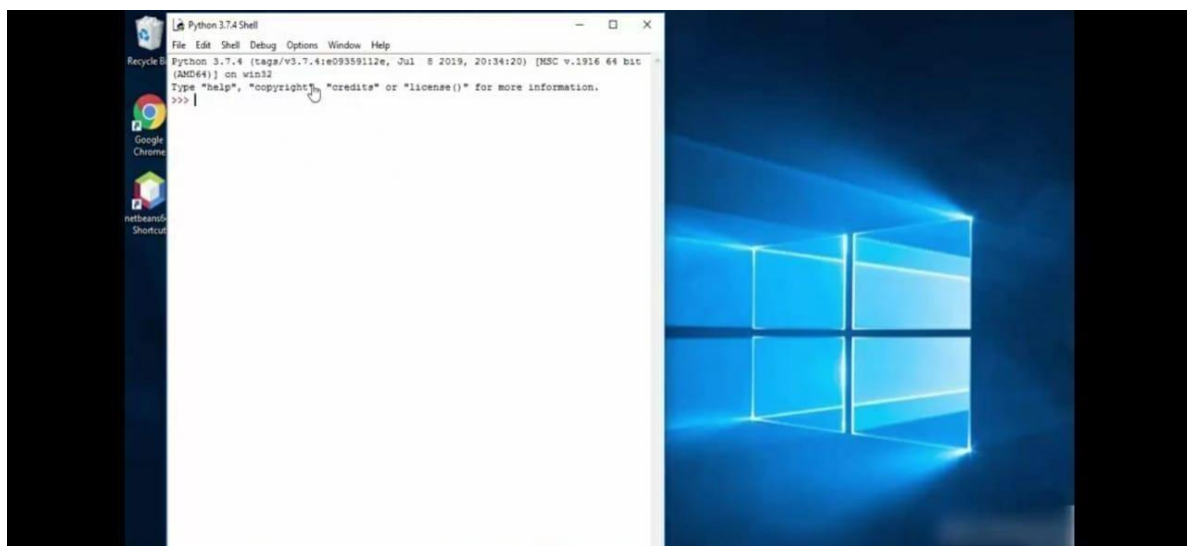 Python 3.7.4 Shell
File Edit Shell Debug Options Window Help
Recycle
Python 3.7.4 (tags/v3.7.4:e09359112e, Jul 8 2019, 20:34:20) [MSC v.1916 64 bit
(AMD64)] on win32
Type "help", "copyright", "credits" or "license()" for more information.
>>>
Google
Chrome
Shortcut